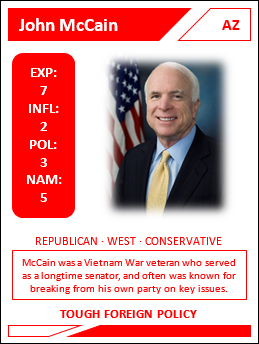 John McCain
AZ
EXP:
7
INFL:
2
POL:
3
NAM:
5
REPUBLICAN · WEST · CONSERVATIVE
McCain was a Vietnam War veteran who served
as a longtime senator, and often was known for
breaking from his own party on key issues.
TOUGH FOREIGN POLICY